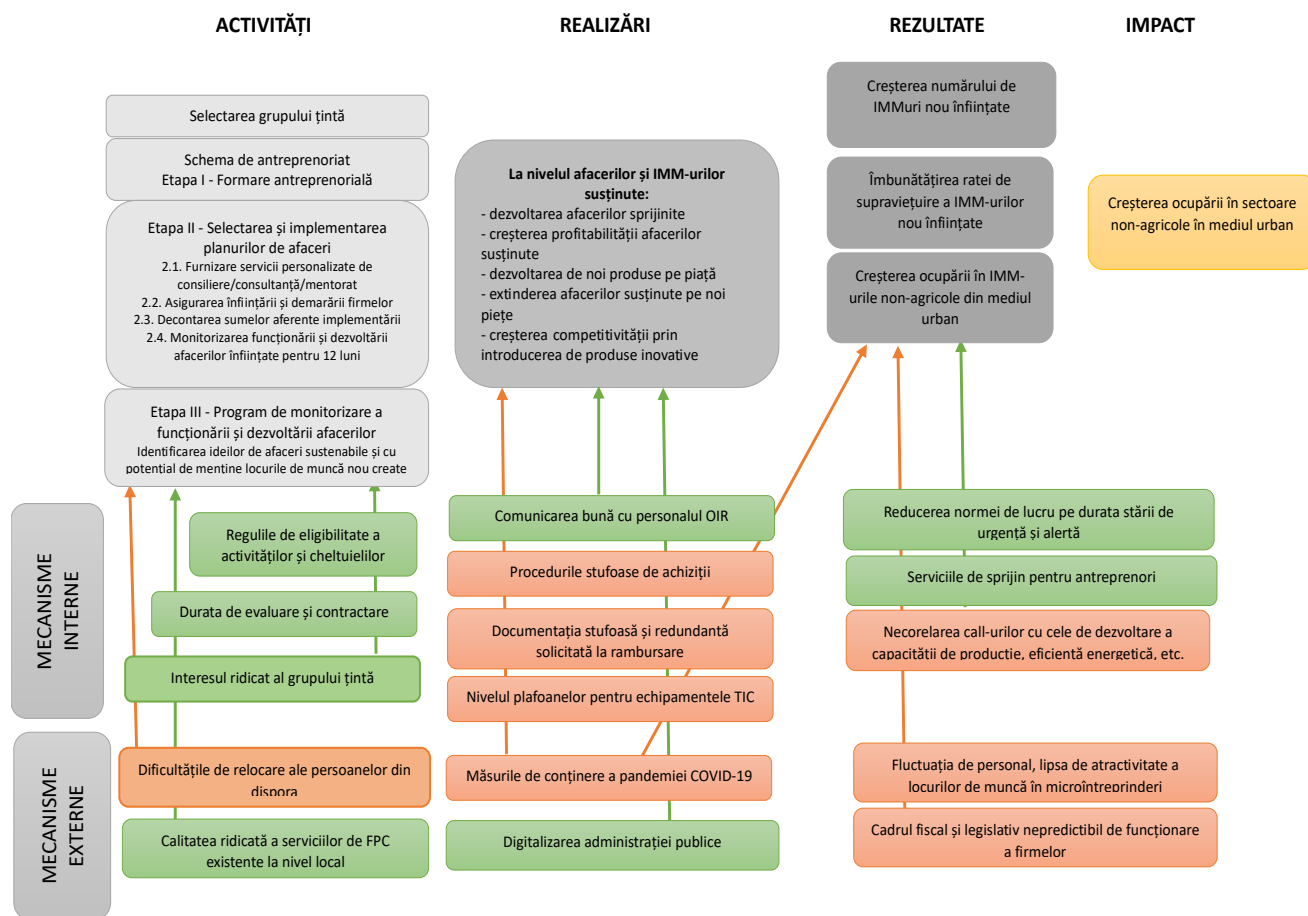 ACTIVITĂȚI
REALIZĂRI
REZULTATE
IMPACT
Selectarea grupului țintă
Schema de antreprenoriat
Etapa I - Formare antreprenorială
Etapa II - Selectarea și implementarea
planurilor de afaceri
2.1. Furnizare servicii personalizate de
consiliere/consultanță/mentorat
2.2. Asigurarea înființării și demarării firmelor
2.3. Decontarea sumelor aferente implementării
2.4. Monitorizarea funcționării și dezvoltării
afacerilor înființate pentru 12 luni
Etapa III - Program de monitorizare a
funcționării și dezvoltării afacerilor
Identificarea ideilor de afaceri sustenabile și cu
potențial de menține locurile de muncă nou create
La nivelul afacerilor și IMM-urilor
susținute:
- dezvoltarea afacerilor sprijinite
- creșterea profitabilității afacerilor
susținute
- dezvoltarea de noi produse pe piață
- extinderea afacerilor susținute pe noi
piețe
- creșterea competitivității prin
introducerea de produse inovative
Creșterea numărului de
IMMuri nou înființate
Îmbunătățirea ratei de
supraviețuire a IMM-urilor
nou înființate
Creșterea ocupării în IMM-
urile non-agricole din mediul
urban
Creșterea ocupării în sectoare
non-agricole în mediul urban
MECANISME
INTERNE
Regulile de eligibilitate a
activităților și cheltuielilor
Durata de evaluare și contractare
Interesul ridicat al grupului țintă
Comunicarea bună cu personalul OIR
Procedurile stufoase de achiziții
Documentația stufoasă și redundantă
solicitată la rambursare
Nivelul plafoanelor pentru echipamentele TIC
Reducerea normei de lucru pe durata stării de
urgență și alertă
Serviciile de sprijin pentru antreprenori
Necorelarea call-urilor cu cele de dezvoltare a
capacității de producție, eficiență energetică, etc.
MECANISME
EXTERNE
Dificultățile de relocare ale persoanelor din
dispora
Calitatea ridicată a serviciilor de FPC
existente la nivel local
Măsurile de conținere a pandemiei COVID-19
Digitalizarea administrației publice
Fluctuația de personal, lipsa de atractivitate a
locurilor de muncă în microîntreprinderi
Cadrul fiscal și legislativ nepredictibil de funcționare
a firmelor